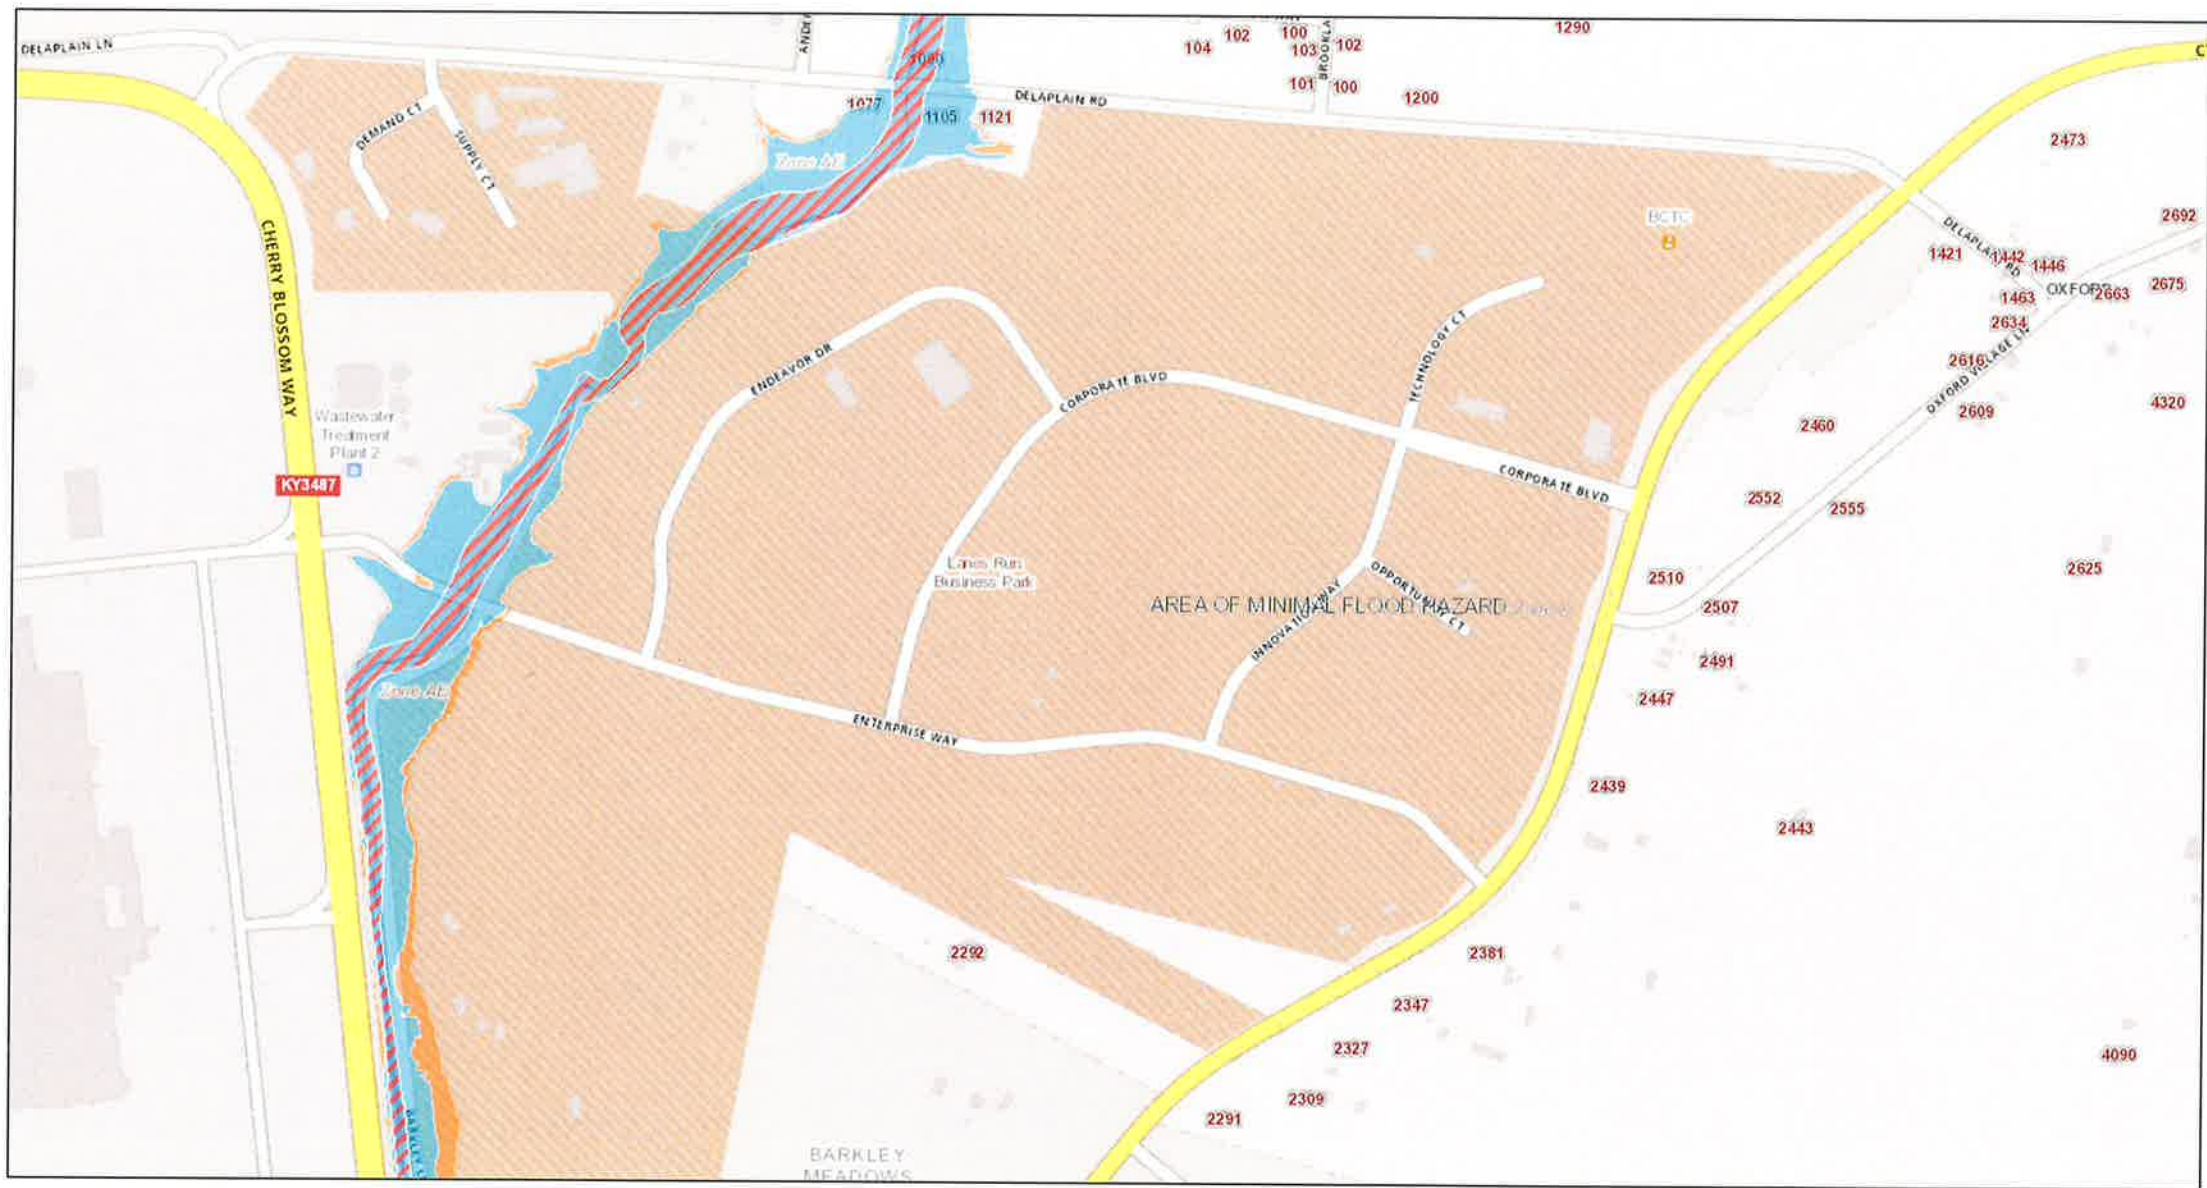 DELAPLAIN LN
104
102
100
103
102
101
100
1290
1200
1090
1077
1105
1121
DELAPLAIN RD
DEMAND CT
SUPPLY CT
Zone AE
2473
BCTC
2692
DELAPLAIN RD
1421
1442
1446
1463
OXFORD
2663
2675
2634
2616
OXFORD VILLAGE LN
2609
4320
2460
CHERRY BLOSSOM WAY
ENDEAVOR DR
CORPORATE BLVD
TECHNOLOGY CT
Wastewater
Treatment
Plant 2
KY3487
CORPORATE BLVD
2552
2555
Lanes Run
Business Park
OPPORTUNITY CT
AREA OF MINIMAL FLOOD HAZARD
INNOVATION WAY
2510
2507
2625
2491
2447
Zone AE
ENTERPRISE WAY
2439
2443
2292
2381
2347
2327
2309
2291
4090
BARKLEY
MEADOWS